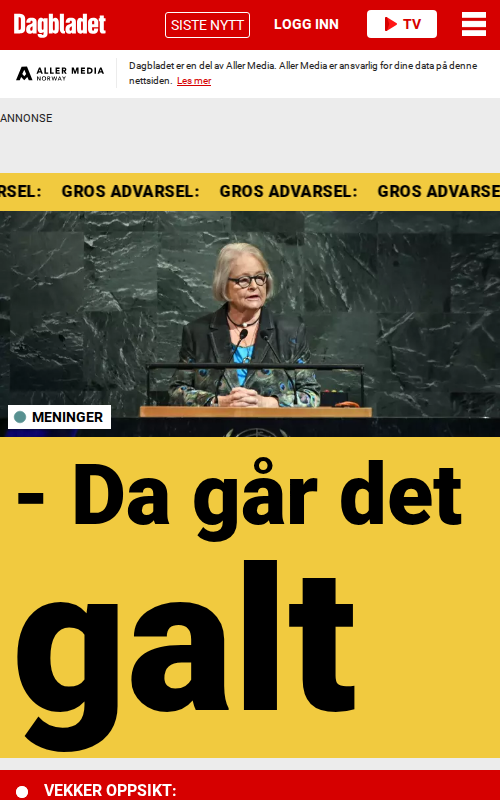 Dagbladet
SISTE NYTT
LOGG INN
TV
ALLER MEDIA
NORWAY
Dagbladet er en del av Aller Media. Aller Media er ansvarlig for dine data på denne
nettsiden. Les mer
ANNONSE
RSEL: GROS ADVARSEL: GROS ADVARSEL: GROS ADVARSE
MENINGER
- Da går det
galt
VEKKER OPPSIKT: